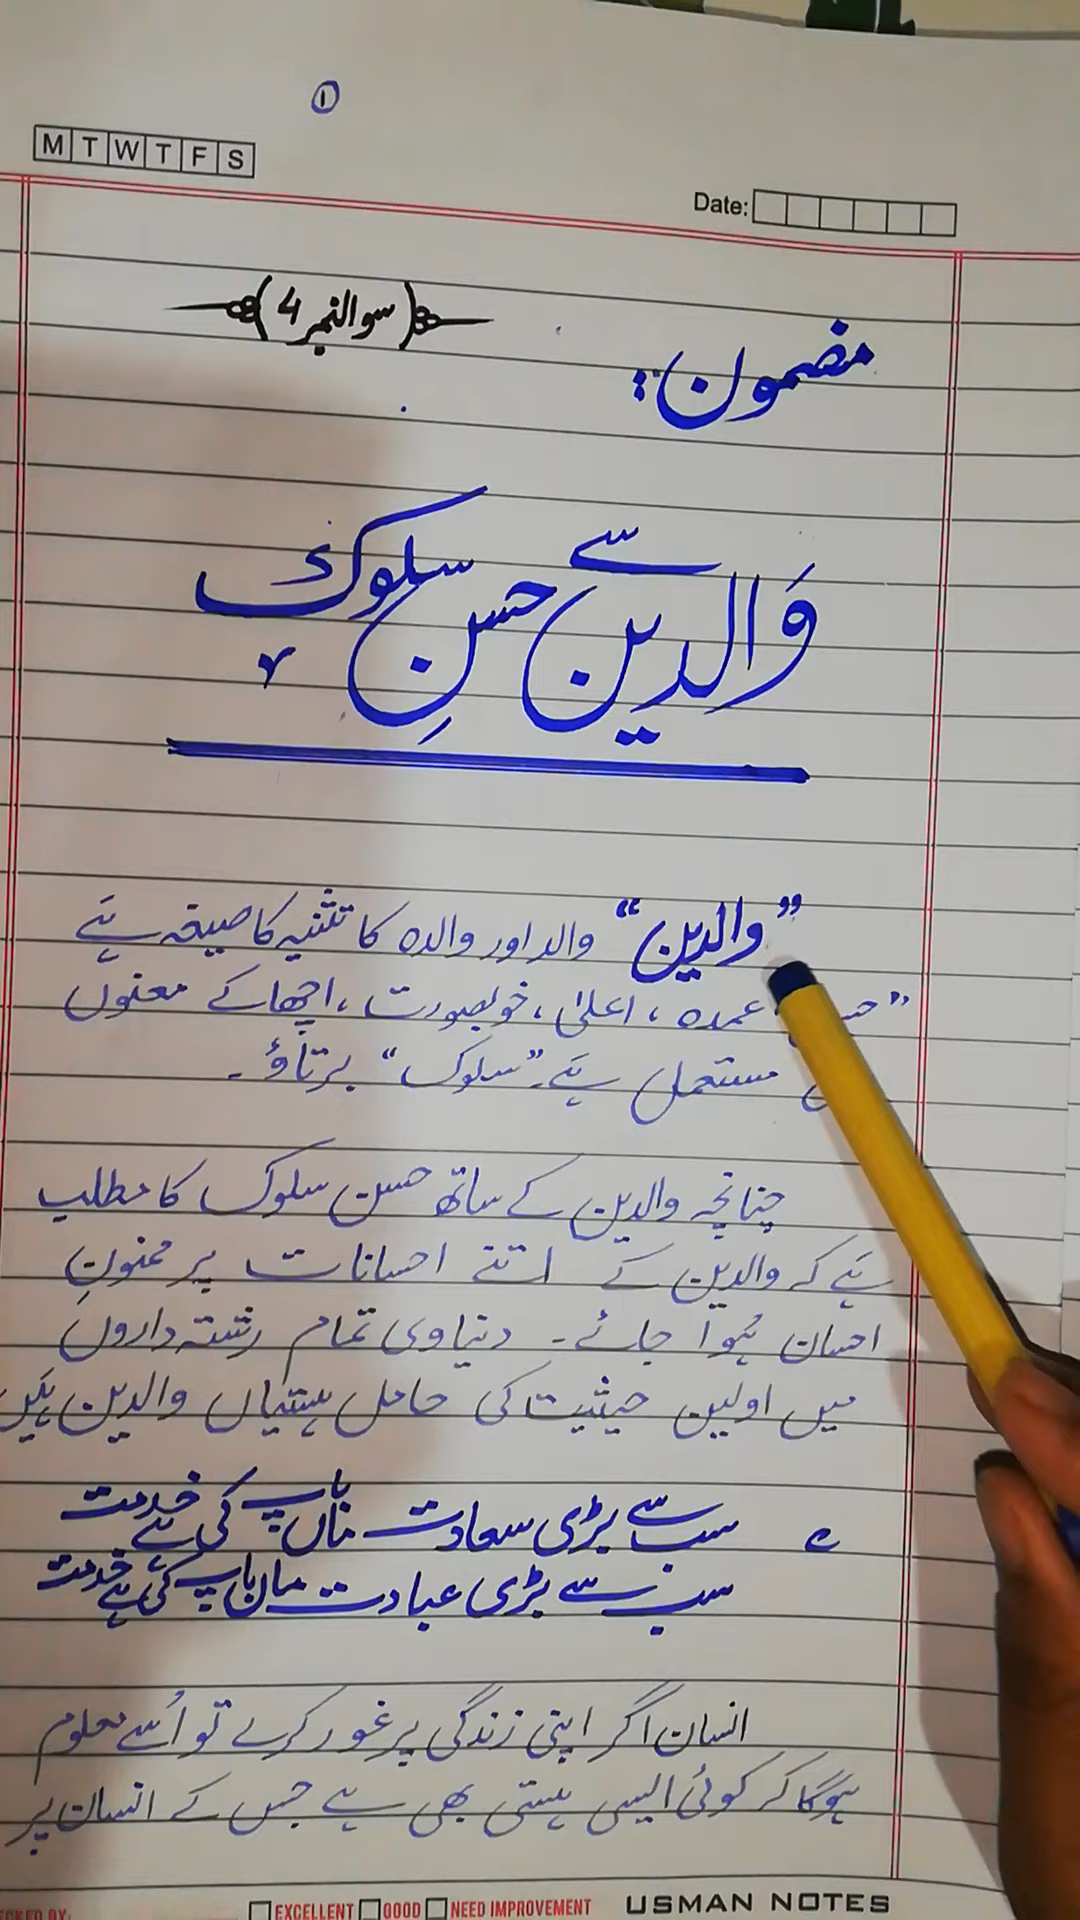 ①
M T W T F S
Date:
(سوالنمبر 4)
مضمون:
والدین سے حسنِ سلوک
”والدین“ والد اور والدہ کا تثنیہ کا صیغہ ہے
عمدہ ، اعلیٰ ، خوبصورت ، اچھا کے معنوں
مستعمل ہے۔ ”سلوک“ برتاؤ۔
چنانچہ والدین کے ساتھ حسن سلوک کا مطلب
ہے کہ والدین کے اتنے احسانات پر ممنونِ
احسان ہُوا جائے۔ دنیاوی تمام رشتہ داروں
میں اولین حیثیت کی حامل ہستیاں والدین ہیں
سب سے بڑی سعادت ماں باپ کی ہے خدمت
سب سے بڑی عبادت ماں باپ کی ہے خدمت
انسان اگر اپنی زندگی پر غور کرے تو اُسے معلوم
ہوگا کہ کوئی ایسی ہستی بھی ہے جس کے انسان پر
EXCELLENT GOOD NEED IMPROVEMENT USMAN NOTES